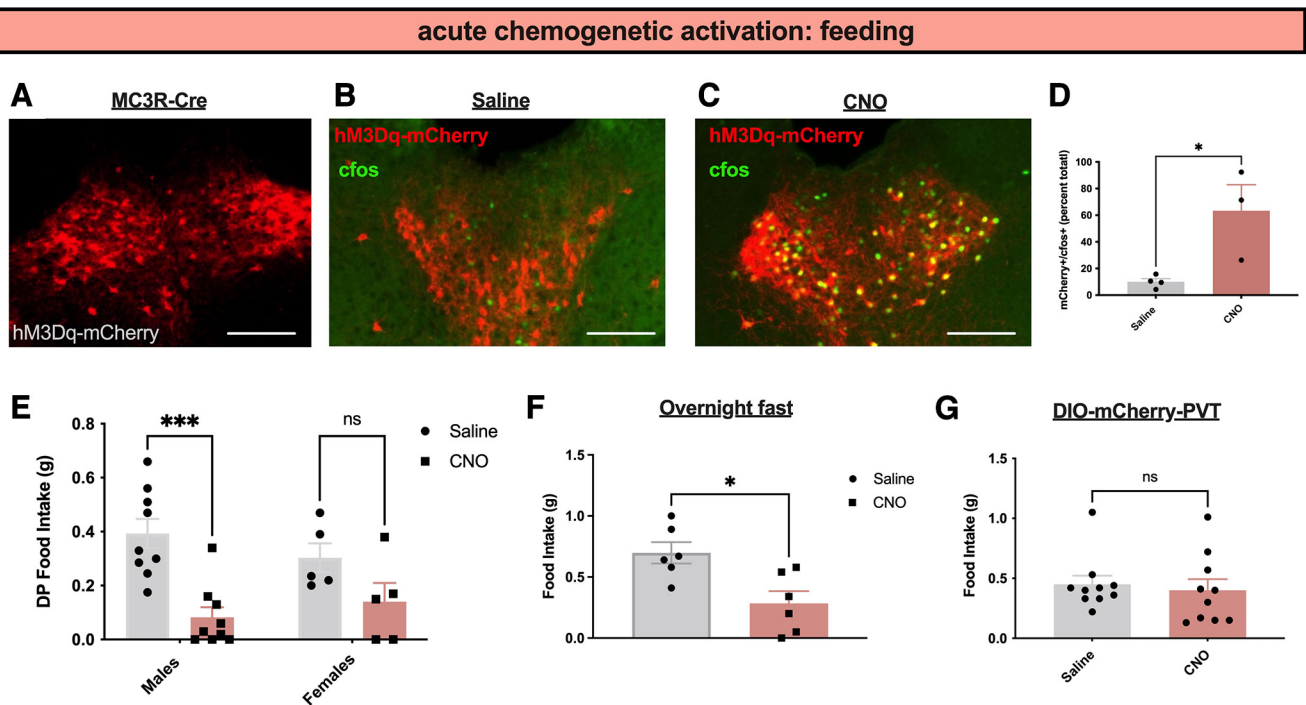 acute chemogenetic activation: feeding
A
MC3R-Cre
hM3Dq-mCherry
B
Saline
hM3Dq-mCherry
cfos
C
CNO
hM3Dq-mCherry
cfos
D
mCherry+/cfos+ (percent totatl)
100
80
60
40
20
0
*
Saline
CNO
E
DP Food Intake (g)
0.8
0.6
0.4
0.2
0.0
***
ns
Males
Females
Saline
CNO
F
Overnight fast
Food Intake (g)
1.5
1.0
0.5
0.0
*
Saline
CNO
G
DIO-mCherry-PVT
Food Intake (g)
1.5
1.0
0.5
0.0
ns
Saline
CNO